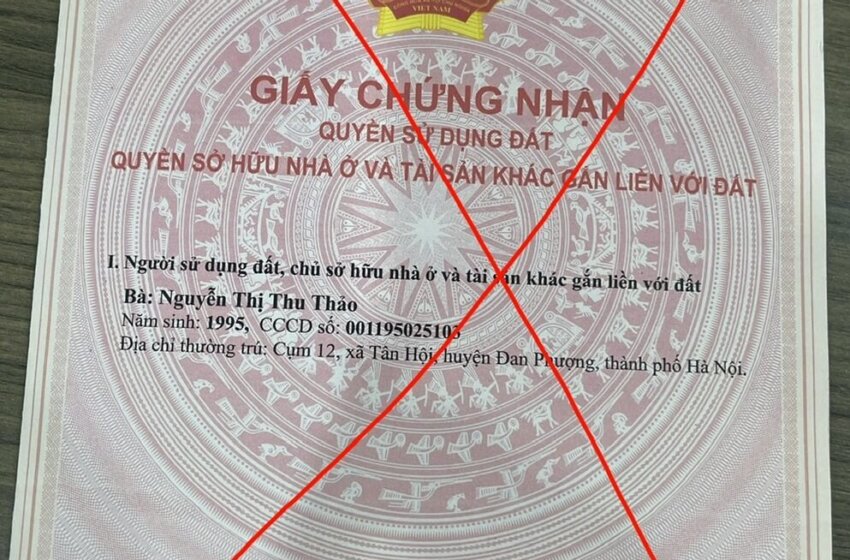 VIỆT NAM
GIẤY CHỨNG NHẬN
QUYỀN SỬ DỤNG ĐẤT
QUYỀN SỞ HỮU NHÀ Ở VÀ TÀI SẢN KHÁC GẮN LIỀN VỚI ĐẤT
I. Người sử dụng đất, chủ sở hữu nhà ở và tài sản khác gắn liền với đất
Bà: Nguyễn Thị Thu Thảo
Năm sinh: 1995, CCCD số: 001195025103
Địa chỉ thường trú: Cụm 12, xã Tân Hội, huyện Đan Phượng, thành phố Hà Nội.